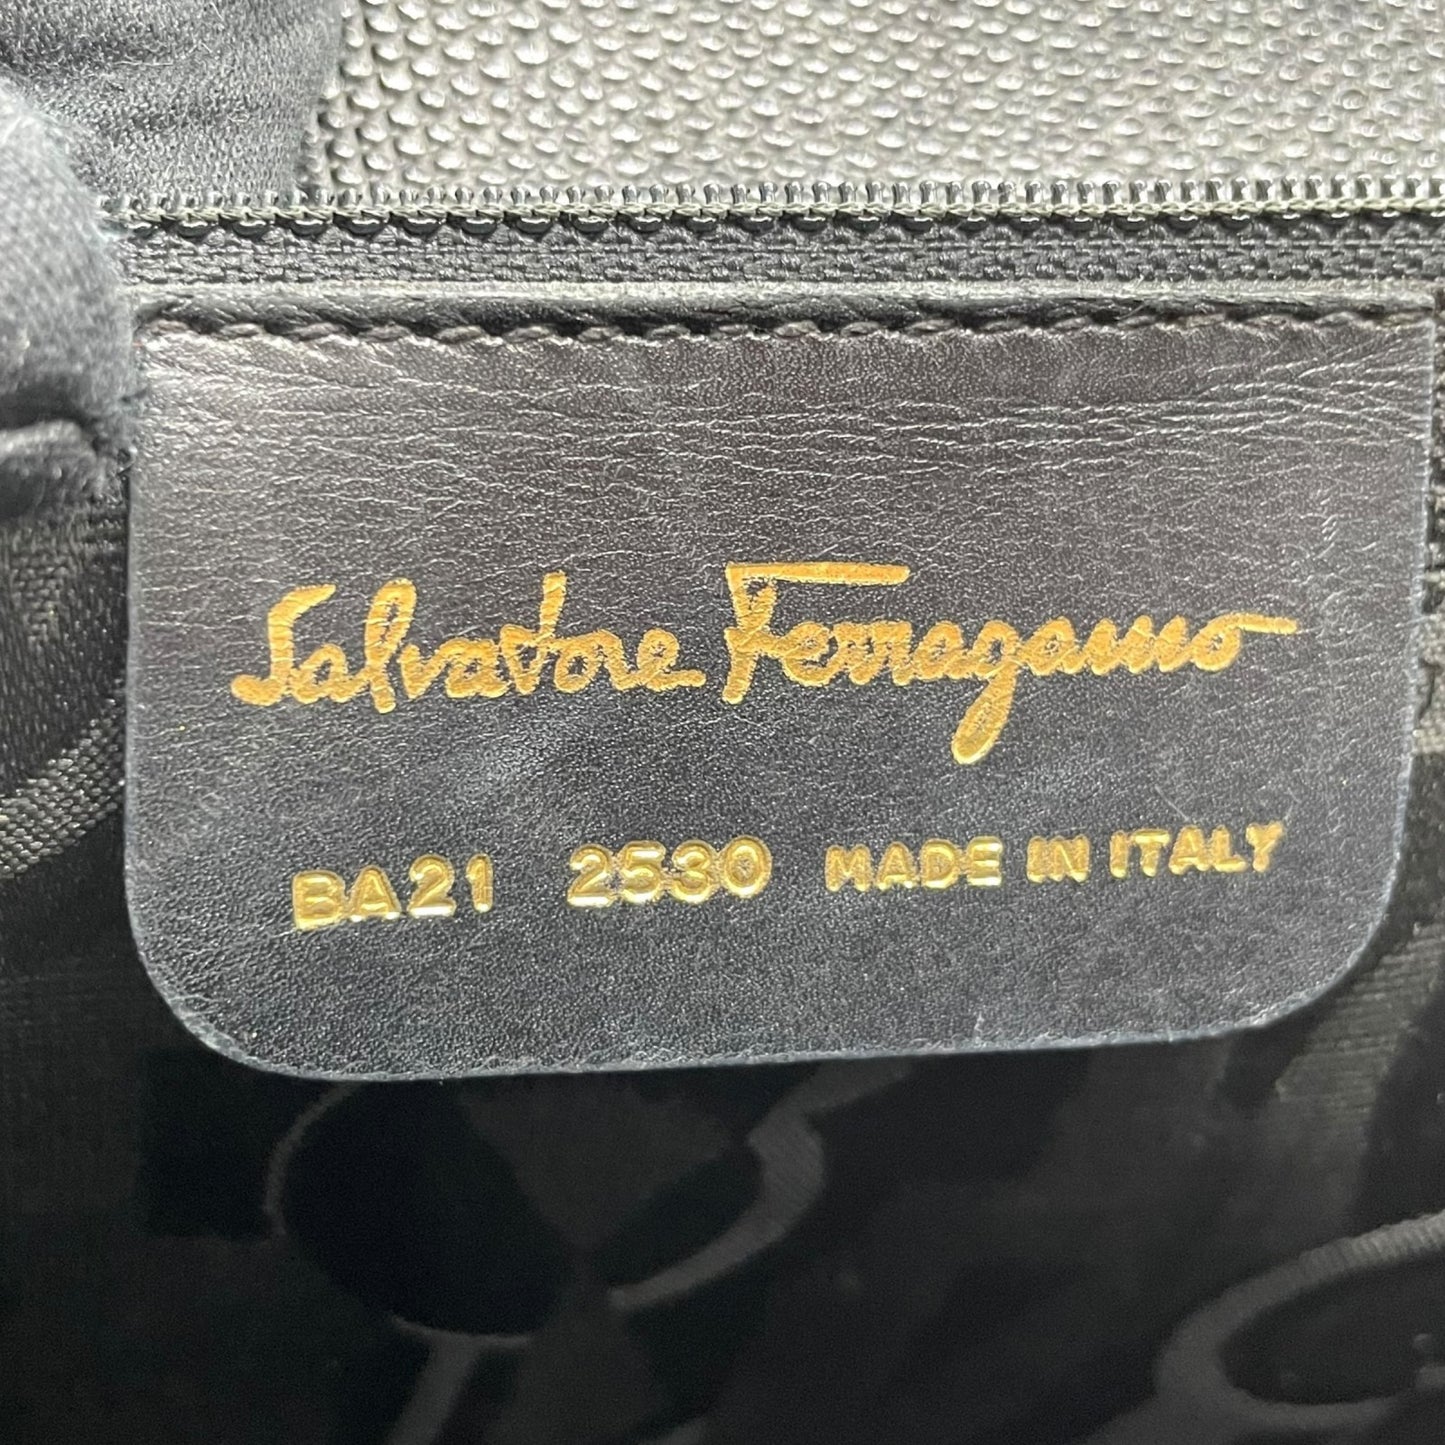 Salvatore Ferragamo
BA21 2530 MADE IN ITALY